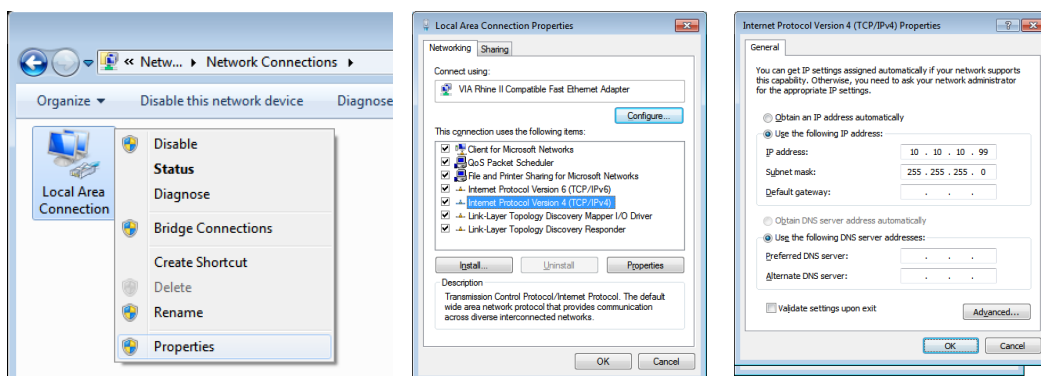 « Netw... ▸ Network Connections ▸
Organize ▾ Disable this network device Diagnose
Local Area
Connection
Disable
Status
Diagnose
Bridge Connections
Create Shortcut
Delete
Rename
Properties
Local Area Connection Properties
Networking Sharing
Connect using:
VIA Rhine II Compatible Fast Ethernet Adapter
Configure...
This connection uses the following items:
Client for Microsoft Networks
QoS Packet Scheduler
File and Printer Sharing for Microsoft Networks
Internet Protocol Version 6 (TCP/IPv6)
Internet Protocol Version 4 (TCP/IPv4)
Link-Layer Topology Discovery Mapper I/O Driver
Link-Layer Topology Discovery Responder
Install... Uninstall Properties
Description
Transmission Control Protocol/Internet Protocol. The default
wide area network protocol that provides communication
across diverse interconnected networks.
OK Cancel
Internet Protocol Version 4 (TCP/IPv4) Properties
General
You can get IP settings assigned automatically if your network supports
this capability. Otherwise, you need to ask your network administrator
for the appropriate IP settings.
Obtain an IP address automatically
Use the following IP address:
IP address: 10 . 10 . 10 . 99
Subnet mask: 255 . 255 . 255 . 0
Default gateway: . . .
Obtain DNS server address automatically
Use the following DNS server addresses:
Preferred DNS server: . . .
Alternate DNS server: . . .
Validate settings upon exit
Advanced...
OK Cancel